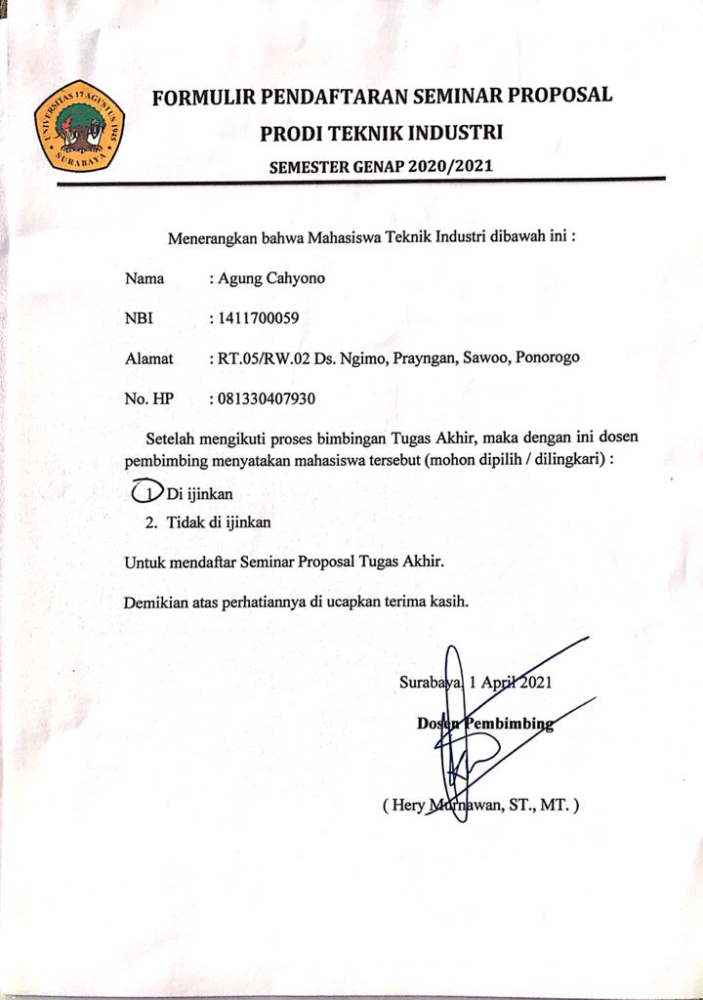 UNIVERSITAS 17 AGUSTUS 1945
SURABAYA
FORMULIR PENDAFTARAN SEMINAR PROPOSAL
PRODI TEKNIK INDUSTRI
SEMESTER GENAP 2020/2021
Menerangkan bahwa Mahasiswa Teknik Industri dibawah ini :
Nama : Agung Cahyono
NBI : 1411700059
Alamat : RT.05/RW.02 Ds. Ngimo, Prayngan, Sawoo, Ponorogo
No. HP : 081330407930
Setelah mengikuti proses bimbingan Tugas Akhir, maka dengan ini dosen
pembimbing menyatakan mahasiswa tersebut (mohon dipilih / dilingkari) :
1. Di ijinkan
2. Tidak di ijinkan
Untuk mendaftar Seminar Proposal Tugas Akhir.
Demikian atas perhatiannya di ucapkan terima kasih.
Surabaya, 1 April 2021
Dosen Pembimbing
( Hery Murnawan, ST., MT. )